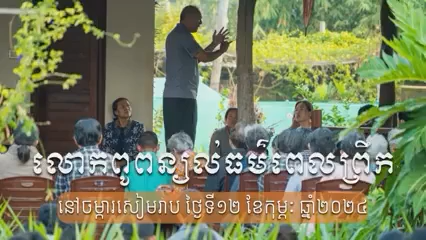 លោកពូពន្យល់ធម៌ពេលព្រឹក
នៅចម្ការសៀមរាប ថ្ងៃទី១២ ខែកុម្ភៈ ឆ្នាំ២០២៤